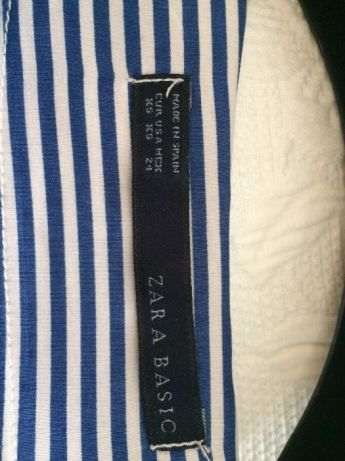 MADE IN SPAIN
EUR USA MEX
XS XS 24
ZARA BASIC